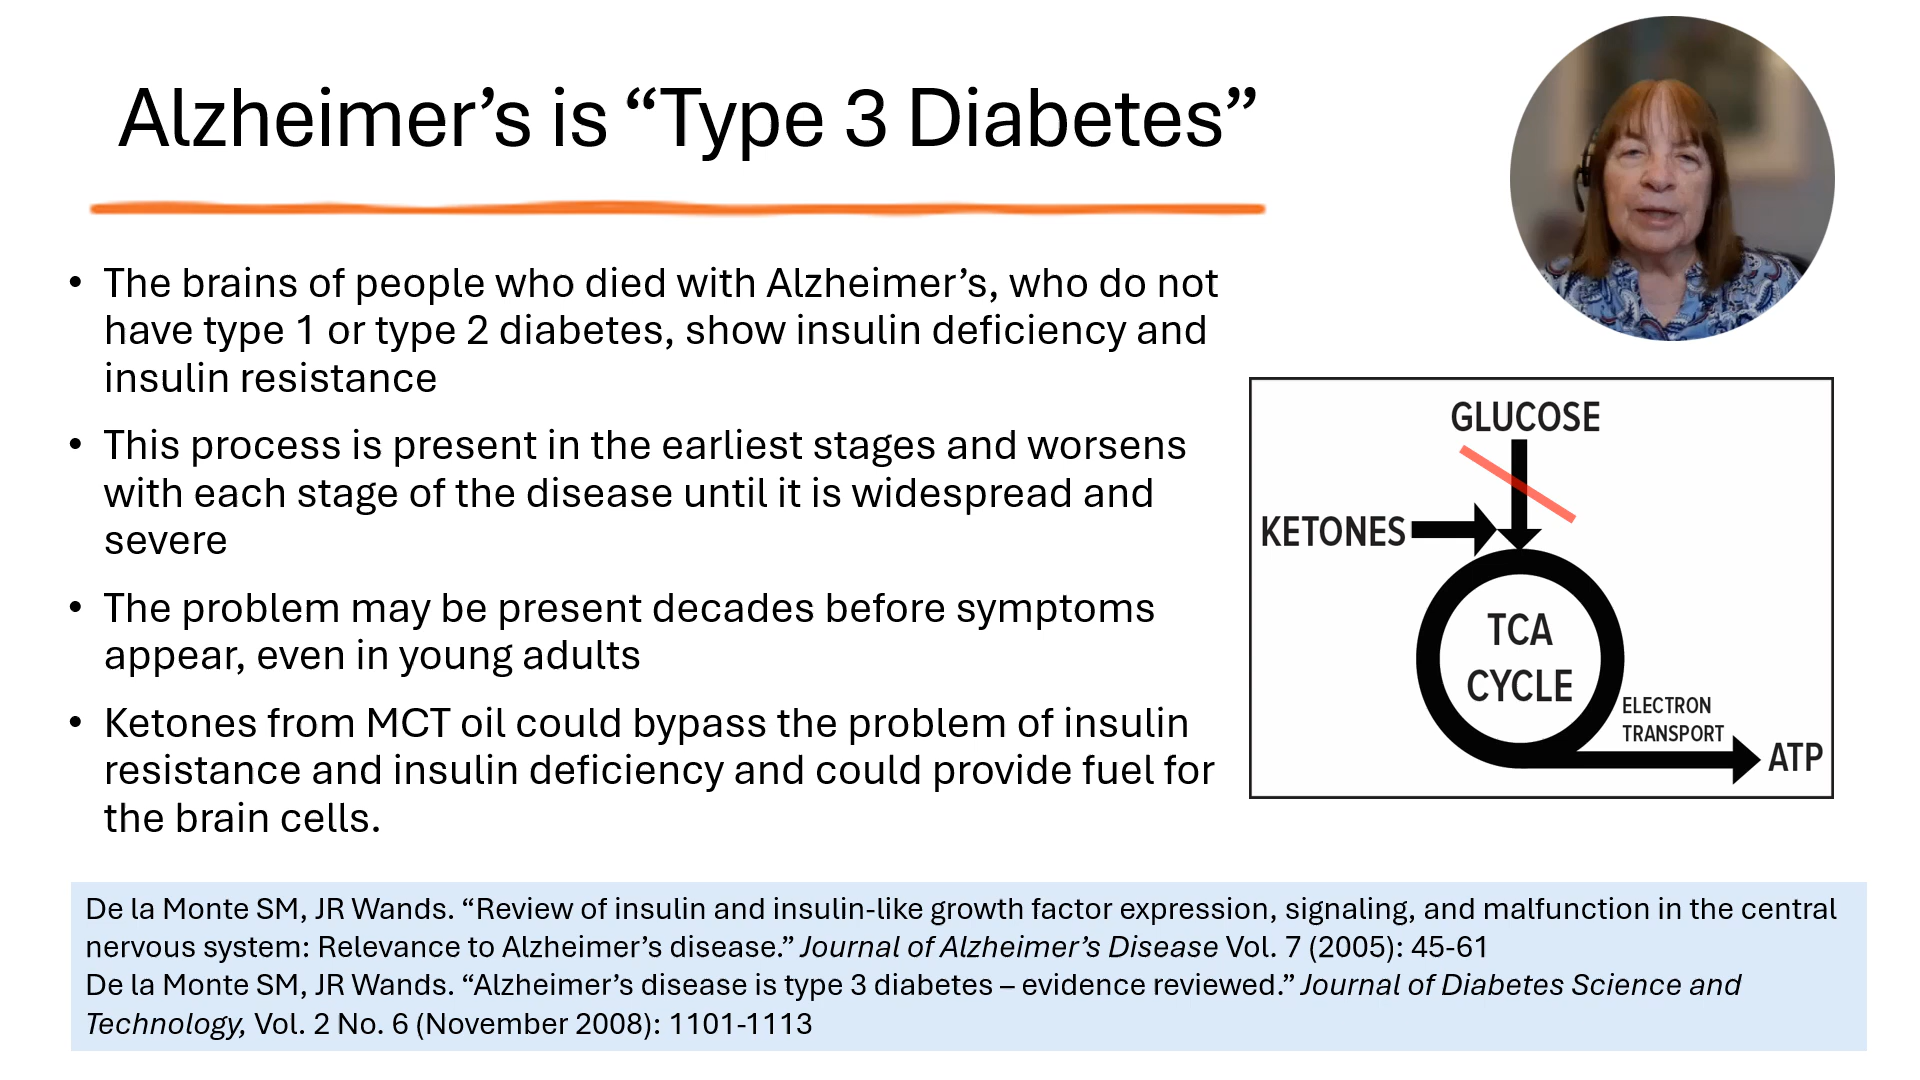 Alzheimer’s is “Type 3 Diabetes”
• The brains of people who died with Alzheimer’s, who do not
have type 1 or type 2 diabetes, show insulin deficiency and
insulin resistance
• This process is present in the earliest stages and worsens
with each stage of the disease until it is widespread and
severe
• The problem may be present decades before symptoms
appear, even in young adults
• Ketones from MCT oil could bypass the problem of insulin
resistance and insulin deficiency and could provide fuel for
the brain cells.
GLUCOSE
KETONES
TCA
CYCLE
ELECTRON
TRANSPORT
ATP
De la Monte SM, JR Wands. “Review of insulin and insulin-like growth factor expression, signaling, and malfunction in the central
nervous system: Relevance to Alzheimer’s disease.” Journal of Alzheimer’s Disease Vol. 7 (2005): 45-61
De la Monte SM, JR Wands. “Alzheimer’s disease is type 3 diabetes – evidence reviewed.” Journal of Diabetes Science and
Technology, Vol. 2 No. 6 (November 2008): 1101-1113